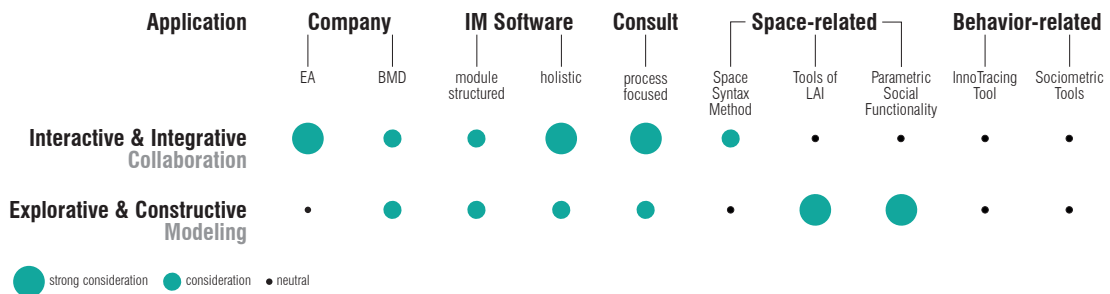 Application
Company
IM Software
Consult
Space-related
Behavior-related
EA
BMD
module
structured
holistic
process
focused
Space
Syntax
Method
Tools of
LAI
Parametric
Social
Functionality
InnoTracing
Tool
Sociometric
Tools
Interactive & Integrative
Collaboration
Explorative & Constructive
Modeling
strong consideration
consideration
neutral